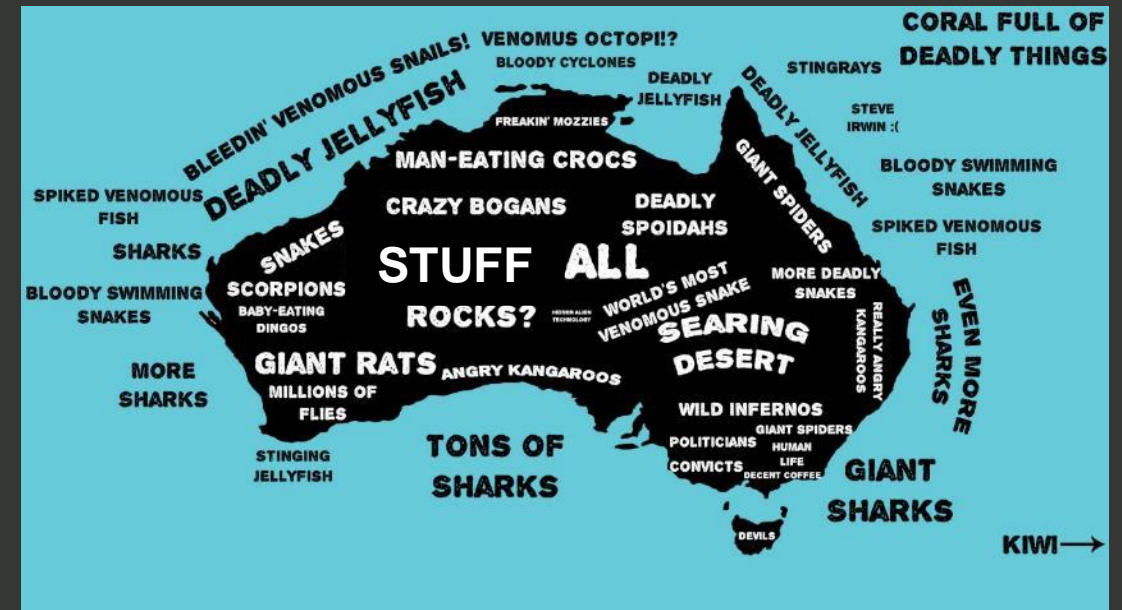 CORAL FULL OF
DEADLY THINGS
BLEEDIN' VENOMOUS SNAILS!
VENOMUS OCTOPI!?
BLOODY CYCLONES
DEADLY
JELLYFISH
STINGRAYS
DEADLY JELLYFISH
DEADLY JELLYFISH
STEVE
IRWIN :(
FREAKIN' MOZZIES
MAN-EATING CROCS
GIANT SPIDERS
BLOODY SWIMMING
SNAKES
SPIKED VENOMOUS
FISH
CRAZY BOGANS
DEADLY
SPOIDAHS
SPIKED VENOMOUS
FISH
SHARKS
SNAKES
STUFF ALL
BLOODY SWIMMING
SNAKES
SCORPIONS
BABY-EATING
DINGOS
ROCKS?
HIDDEN ALIEN
TECHNOLOGY
WORLD'S MOST
VENOMOUS SNAKE
MORE DEADLY
SNAKES
SEARING
DESERT
REALLY ANGRY
KANGAROOS
EVEN MORE
SHARKS
MORE
SHARKS
GIANT RATS
ANGRY KANGAROOS
MILLIONS OF
FLIES
WILD INFERNOS
GIANT SPIDERS
POLITICIANS
HUMAN
LIFE
CONVICTS
DECENT COFFEE
STINGING
JELLYFISH
TONS OF
SHARKS
GIANT
SHARKS
DEVILS
KIWI